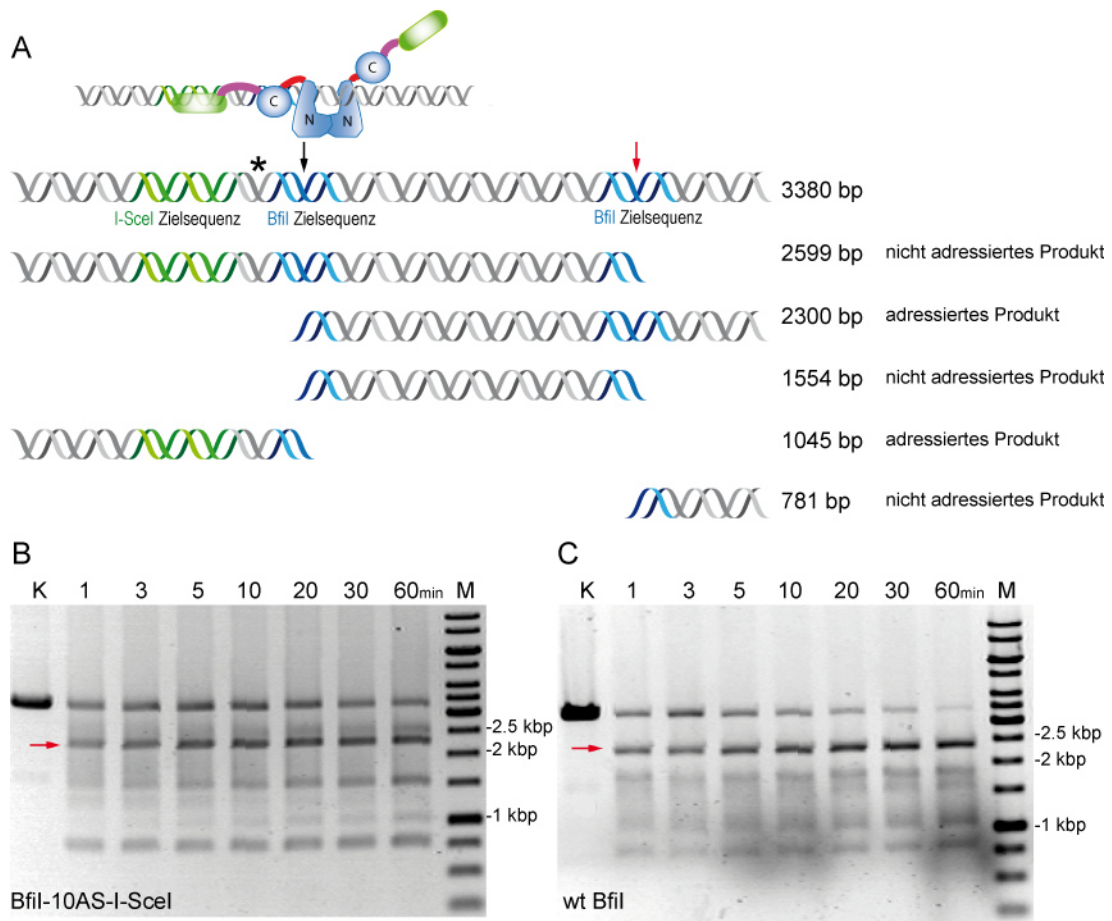 A
C
C
N
N
*
3380 bp
I-SceI Zielsequenz
BfiI Zielsequenz
BfiI Zielsequenz
2599 bp nicht adressiertes Produkt
2300 bp adressiertes Produkt
1554 bp nicht adressiertes Produkt
1045 bp adressiertes Produkt
781 bp nicht adressiertes Produkt
B
K 1 3 5 10 20 30 60min M
-2.5 kbp
-2 kbp
-1 kbp
BfiI-10AS-I-SceI
C
K 1 3 5 10 20 30 60min M
-2.5 kbp
-2 kbp
-1 kbp
wt BfiI